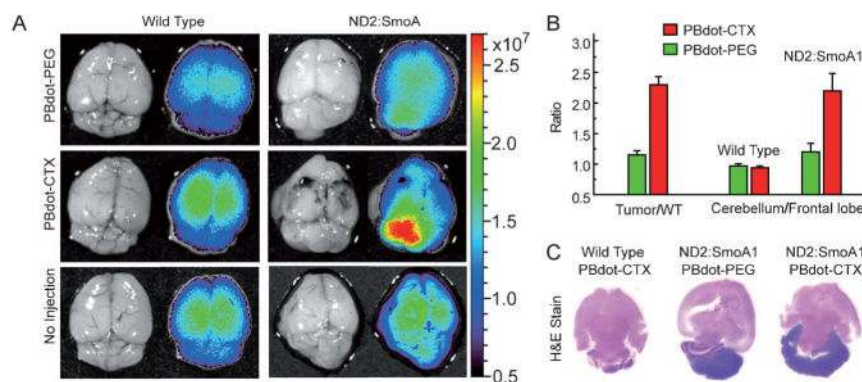 A
Wild Type
ND2:SmoA
PBdot-PEG
PBdot-CTX
No Injection
x10⁷
2.5
2.0
1.5
1.0
0.5
B
PBdot-CTX
PBdot-PEG
ND2:SmoA1
Wild Type
Ratio
3.0
2.5
2.0
1.5
1.0
0.5
Tumor/WT
Cerebellum/Frontal lobe
C
Wild Type
PBdot-CTX
ND2:SmoA1
PBdot-PEG
ND2:SmoA1
PBdot-CTX
H&E Stain